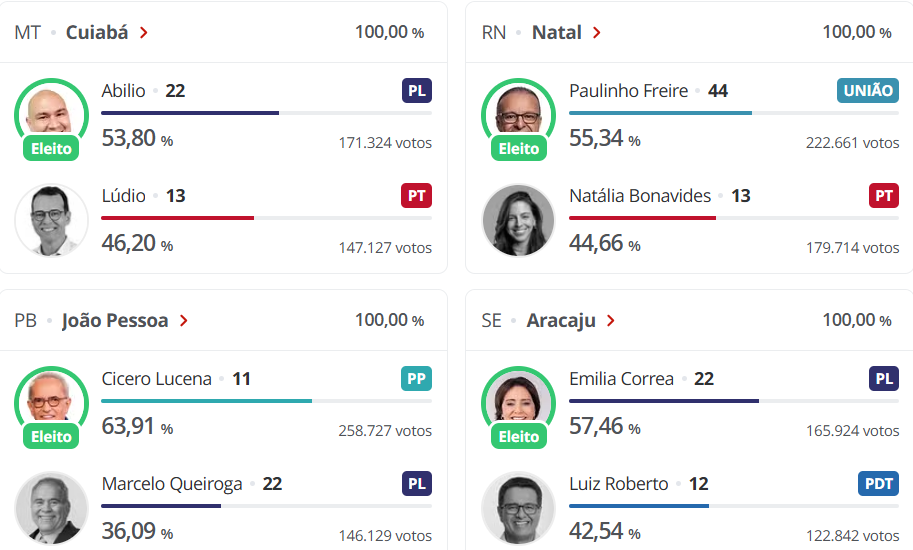 MT • Cuiabá > 100,00 %
Abilio • 22 PL
53,80 % 171.324 votos
Eleito
Lúdio • 13 PT
46,20 % 147.127 votos
RN • Natal > 100,00 %
Paulinho Freire • 44 UNIÃO
55,34 % 222.661 votos
Eleito
Natália Bonavides • 13 PT
44,66 % 179.714 votos
PB • João Pessoa > 100,00 %
Cicero Lucena • 11 PP
63,91 % 258.727 votos
Eleito
Marcelo Queiroga • 22 PL
36,09 % 146.129 votos
SE • Aracaju > 100,00 %
Emilia Correa • 22 PL
57,46 % 165.924 votos
Eleito
Luiz Roberto • 12 PDT
42,54 % 122.842 votos